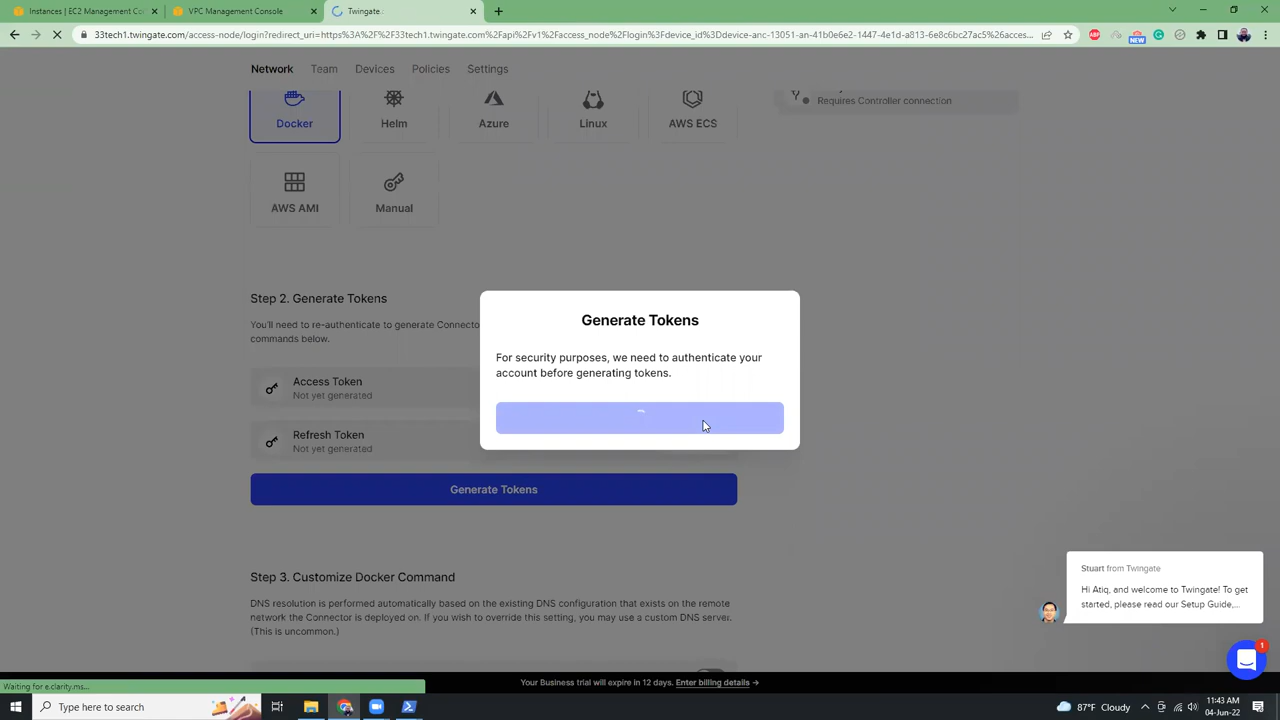 Instances | EC2 Management Co
VPC Management Console
Twingate
33tech1.twingate.com/access-node/login?redirect_uri=https%3A%2F%2F33tech1.twingate.com%2Fapi%2Fv1%2Faccess_node%2Flogin%3Fdevice_id%3Ddevice-anc-13051-an-41b0e6e2-1447-4e1d-a813-6e8c6bc27ac5%26acces...
NEW
Network
Team
Devices
Policies
Settings
Requires Controller connection
Docker
Helm
Azure
Linux
AWS ECS
AWS AMI
Manual
Step 2. Generate Tokens
You'll need to re-authenticate to generate Connecto
commands below.
Access Token
Not yet generated
Refresh Token
Not yet generated
Generate Tokens
Generate Tokens
For security purposes, we need to authenticate your
account before generating tokens.
Step 3. Customize Docker Command
DNS resolution is performed automatically based on the existing DNS configuration that exists on the remote
network the Connector is deployed on. If you wish to override this setting, you may use a custom DNS server.
(This is uncommon.)
Stuart from Twingate
Hi Atiq, and welcome to Twingate! To get
started, please read our Setup Guide,...
1
Your Business trial will expire in 12 days. Enter billing details →
Waiting for e.clarity.ms...
Type here to search
87°F Cloudy
11:43 AM
04-Jun-22